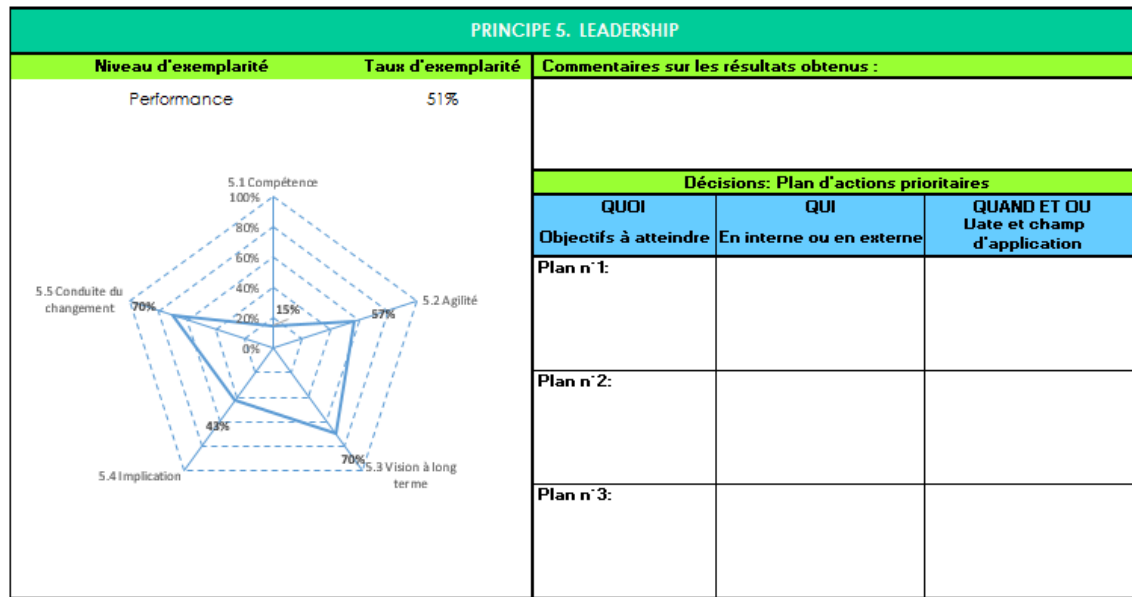 PRINCIPE 5. LEADERSHIP
Niveau d'exemplarité
Taux d'exemplarité
Commentaires sur les résultats obtenus :
Performance
51%
5.1 Compétence
100%
80%
60%
40%
20%
0%
15%
5.2 Agilité
57%
5.3 Vision à long
terme
70%
5.4 Implication
43%
5.5 Conduite du
changement
70%
Décisions: Plan d'actions prioritaires
QUOI
Objectifs à atteindre
QUI
En interne ou en externe
QUAND ET OU
Date et champ
d'application
Plan n°1:
Plan n°2:
Plan n°3: